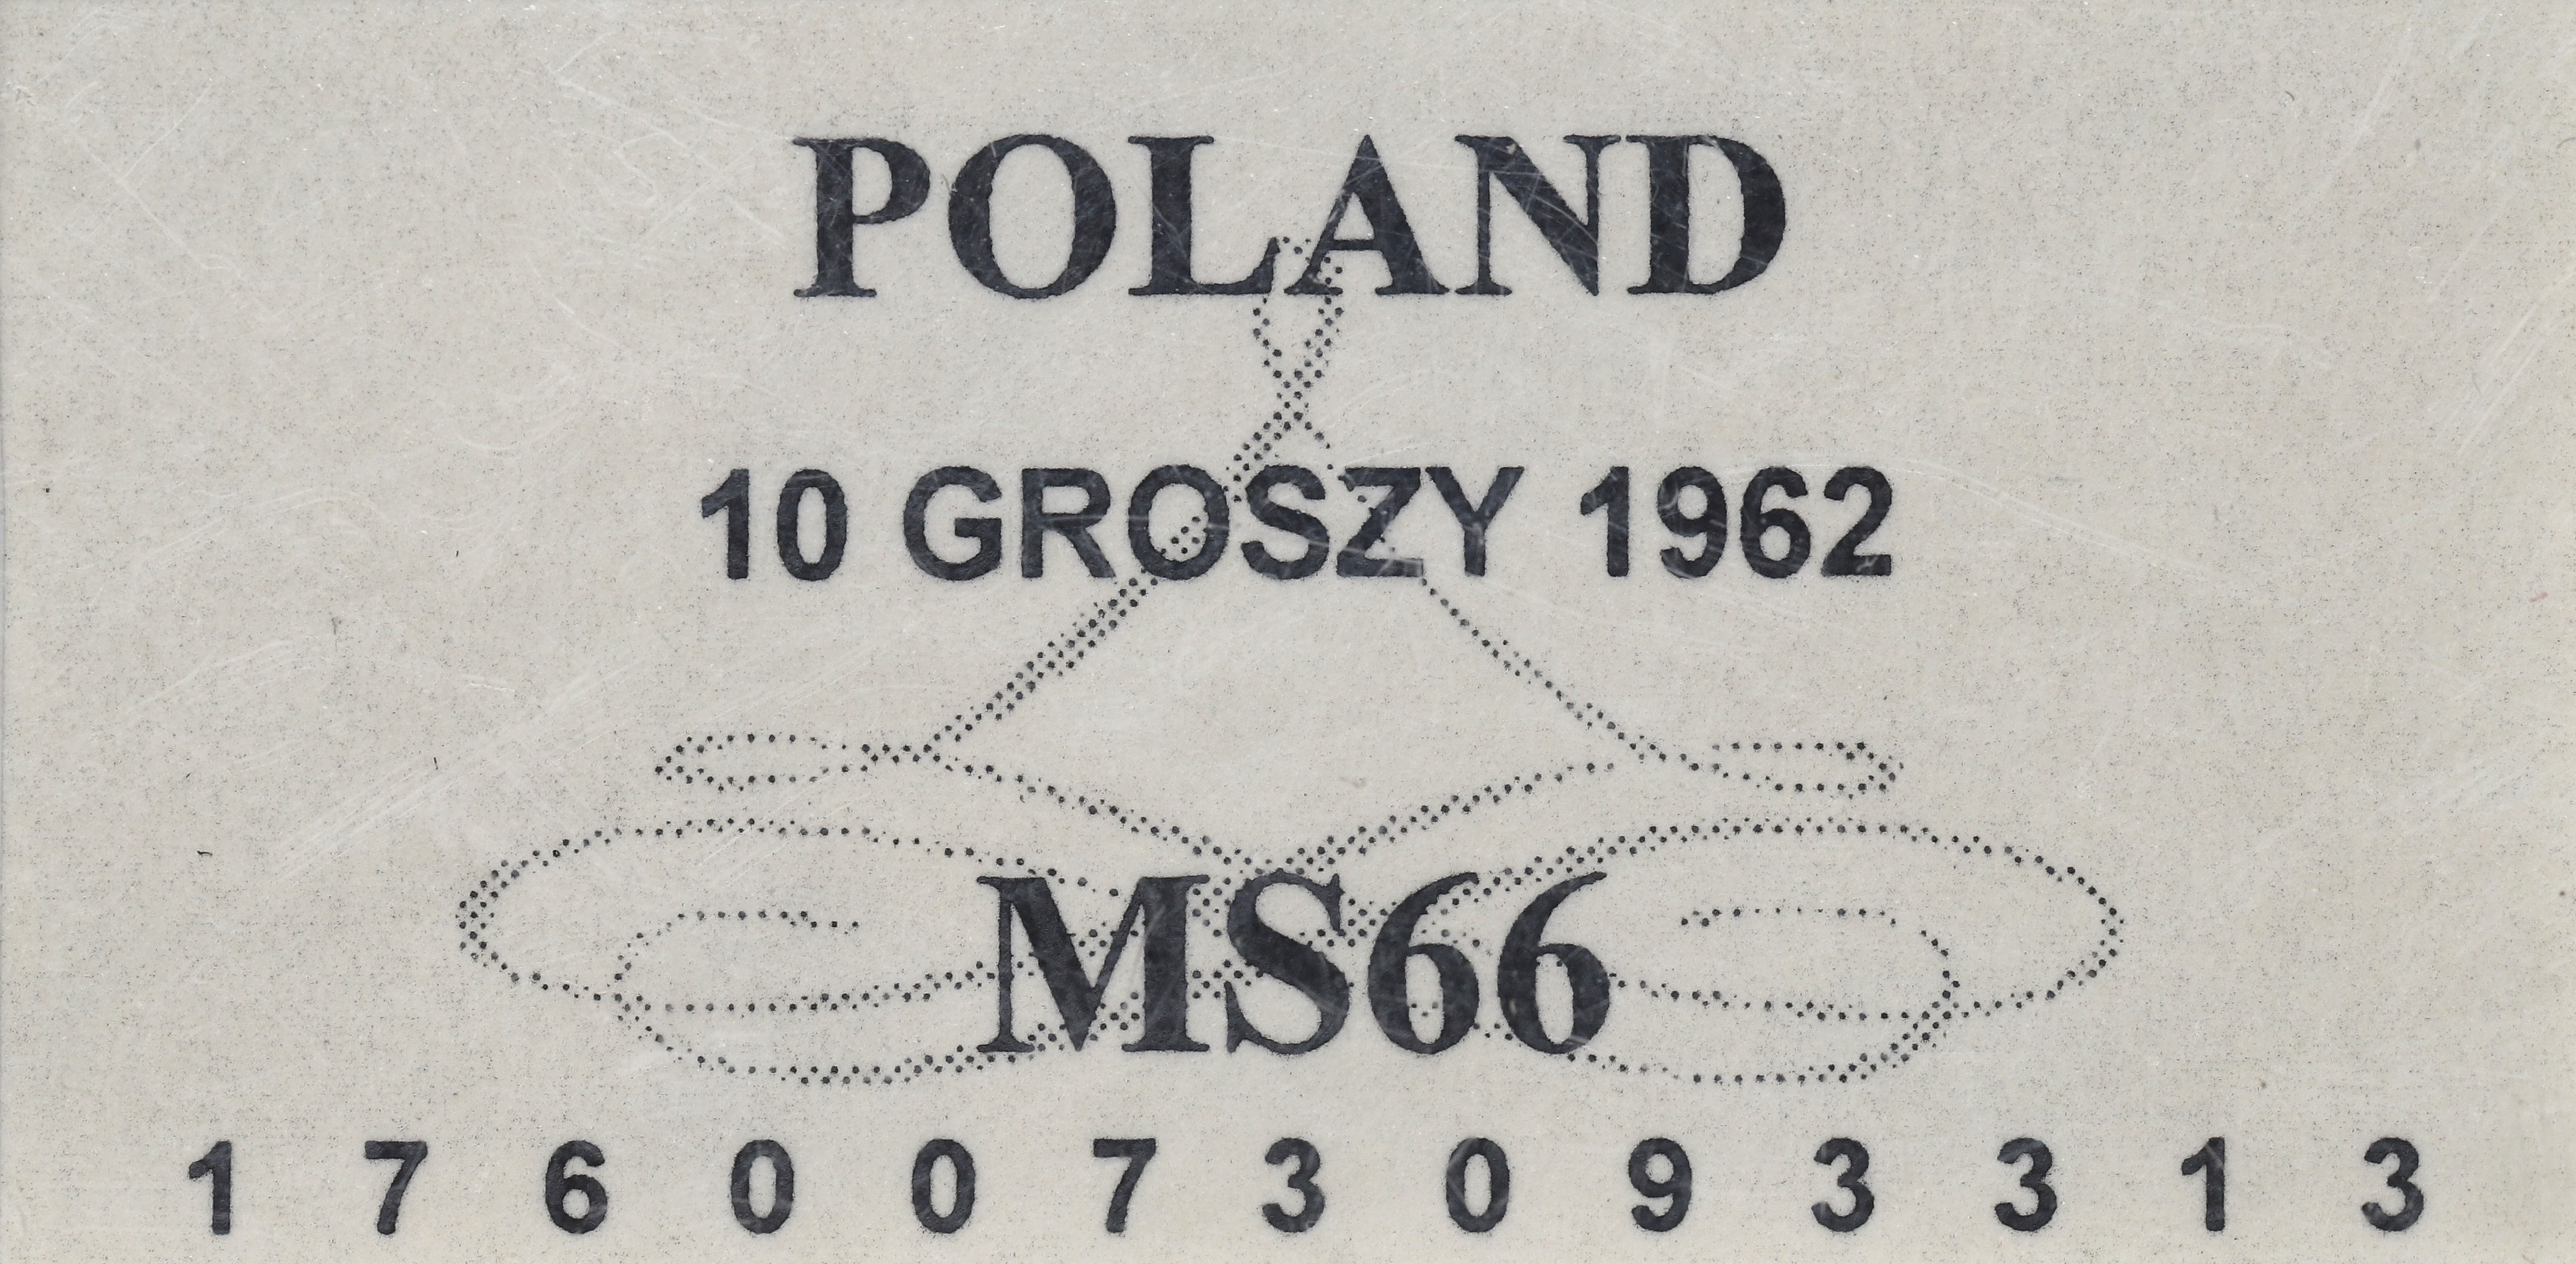 POLAND
10 GROSZY 1962
MS66
1 7 6 0 0 7 3 0 9 3 3 1 3